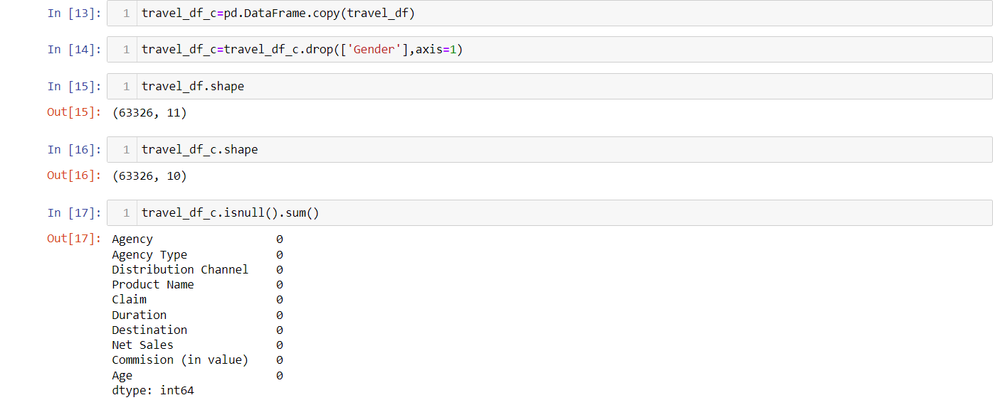 In [13]: 1 travel_df_c=pd.DataFrame.copy(travel_df)
In [14]: 1 travel_df_c=travel_df_c.drop(['Gender'],axis=1)
In [15]: 1 travel_df.shape
Out[15]: (63326, 11)
In [16]: 1 travel_df_c.shape
Out[16]: (63326, 10)
In [17]: 1 travel_df_c.isnull().sum()
Out[17]: Agency 0
Agency Type 0
Distribution Channel 0
Product Name 0
Claim 0
Duration 0
Destination 0
Net Sales 0
Commision (in value) 0
Age 0
dtype: int64